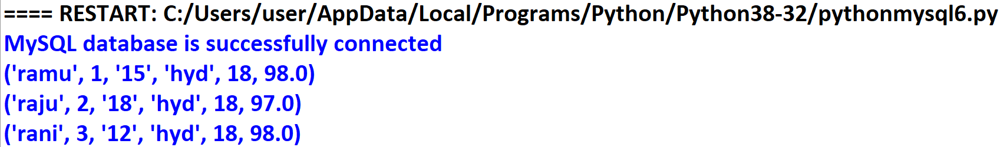 ==== RESTART: C:/Users/user/AppData/Local/Programs/Python/Python38-32/pythonmysql6.py
MySQL database is successfully connected
('ramu', 1, '15', 'hyd', 18, 98.0)
('raju', 2, '18', 'hyd', 18, 97.0)
('rani', 3, '12', 'hyd', 18, 98.0)